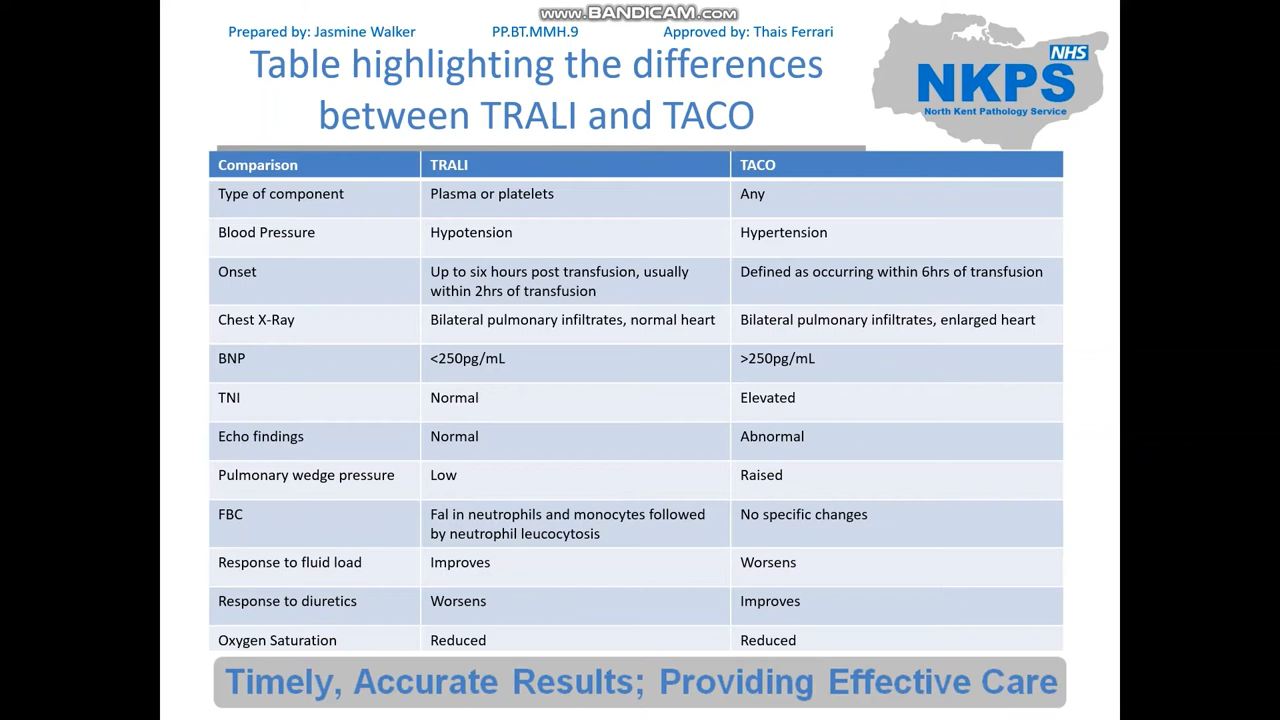 www.BANDICAM.com
Prepared by: Jasmine Walker PP.BT.MMH.9 Approved by: Thais Ferrari
Table highlighting the differences
between TRALI and TACO
NHS
NKPS
North Kent Pathology Service
Comparison TRALI TACO
Type of component Plasma or platelets Any
Blood Pressure Hypotension Hypertension
Onset Up to six hours post transfusion, usually Defined as occurring within 6hrs of transfusion
within 2hrs of transfusion
Chest X-Ray Bilateral pulmonary infiltrates, normal heart Bilateral pulmonary infiltrates, enlarged heart
BNP <250pg/mL >250pg/mL
TNI Normal Elevated
Echo findings Normal Abnormal
Pulmonary wedge pressure Low Raised
FBC Fal in neutrophils and monocytes followed No specific changes
by neutrophil leucocytosis
Response to fluid load Improves Worsens
Response to diuretics Worsens Improves
Oxygen Saturation Reduced Reduced
Timely, Accurate Results; Providing Effective Care